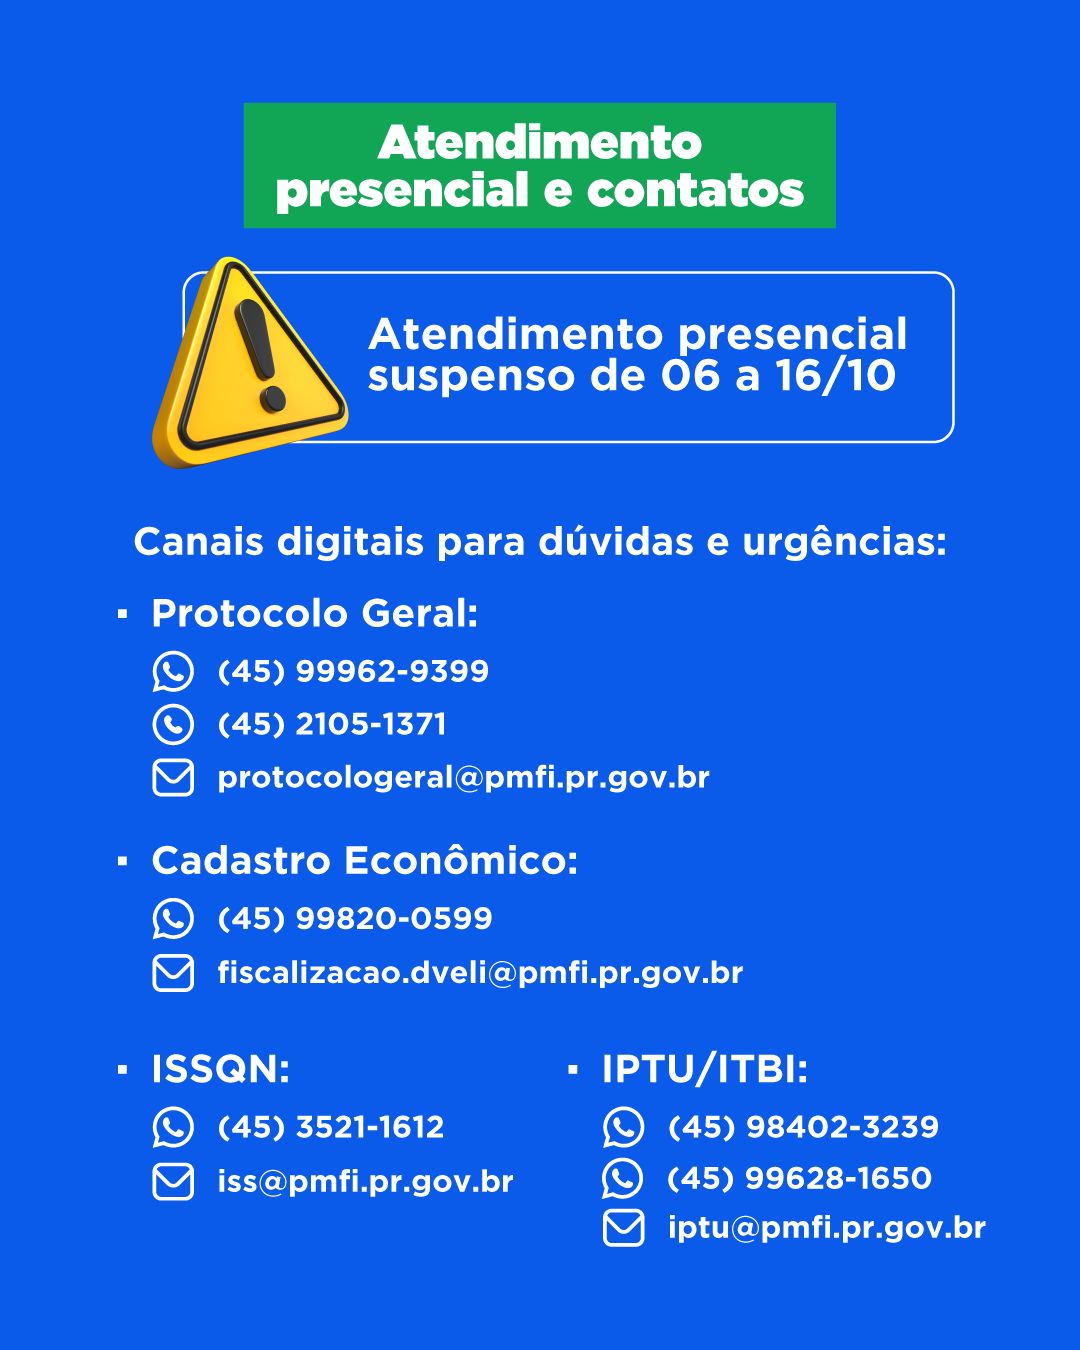 Atendimento
presencial e contatos
Atendimento presencial
suspenso de 06 a 16/10
Canais digitais para dúvidas e urgências:
▪ Protocolo Geral:
(45) 99962-9399
(45) 2105-1371
protocologeral@pmfi.pr.gov.br
▪ Cadastro Econômico:
(45) 99820-0599
fiscalizacao.dveli@pmfi.pr.gov.br
▪ ISSQN:
(45) 3521-1612
iss@pmfi.pr.gov.br
▪ IPTU/ITBI:
(45) 98402-3239
(45) 99628-1650
iptu@pmfi.pr.gov.br